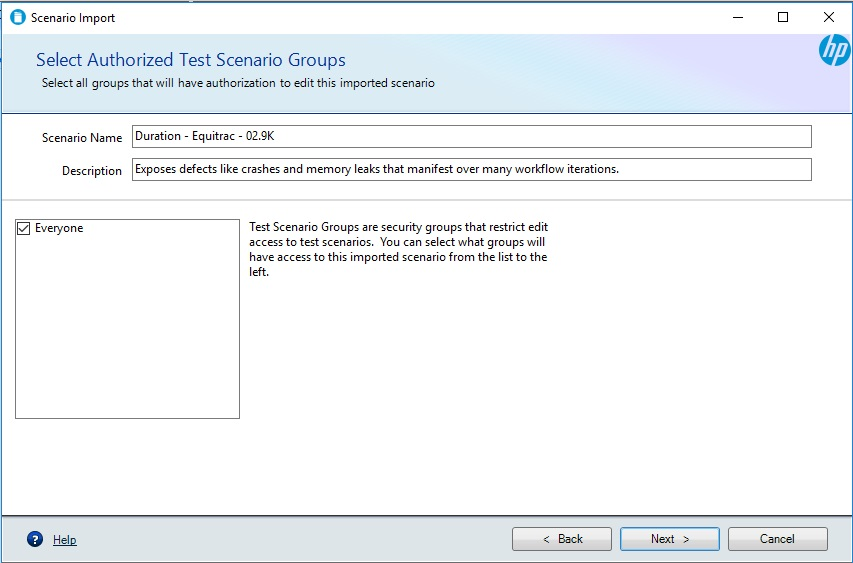 Scenario Import
Select Authorized Test Scenario Groups
Select all groups that will have authorization to edit this imported scenario
hp
Scenario Name Duration - Equitrac - 02.9K
Description Exposes defects like crashes and memory leaks that manifest over many workflow iterations.
Everyone
Test Scenario Groups are security groups that restrict edit
access to test scenarios. You can select what groups will
have access to this imported scenario from the list to the
left.
? Help
< Back Next > Cancel